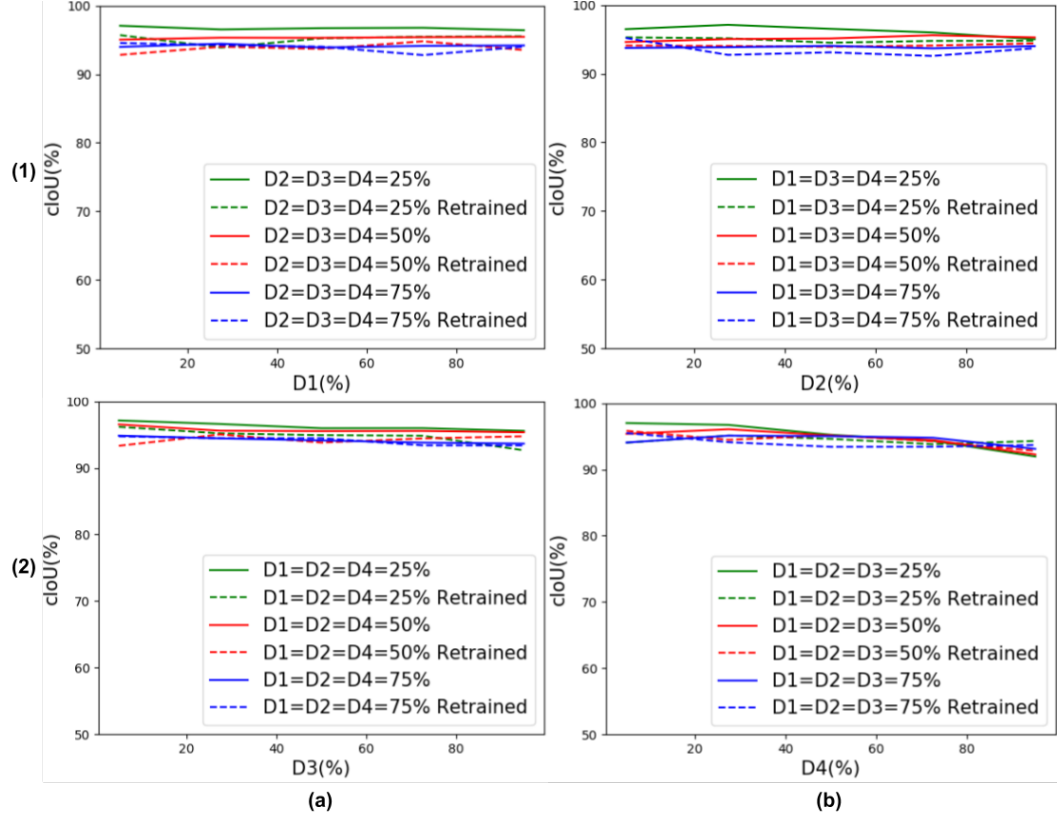 (1)
cIoU(%)
100
90
80
70
60
50
D2=D3=D4=25%
D2=D3=D4=25% Retrained
D2=D3=D4=50%
D2=D3=D4=50% Retrained
D2=D3=D4=75%
D2=D3=D4=75% Retrained
20 40 60 80
D1(%)
cIoU(%)
100
90
80
70
60
50
D1=D3=D4=25%
D1=D3=D4=25% Retrained
D1=D3=D4=50%
D1=D3=D4=50% Retrained
D1=D3=D4=75%
D1=D3=D4=75% Retrained
20 40 60 80
D2(%)
(2)
cIoU(%)
100
90
80
70
60
50
D1=D2=D4=25%
D1=D2=D4=25% Retrained
D1=D2=D4=50%
D1=D2=D4=50% Retrained
D1=D2=D4=75%
D1=D2=D4=75% Retrained
20 40 60 80
D3(%)
cIoU(%)
100
90
80
70
60
50
D1=D2=D3=25%
D1=D2=D3=25% Retrained
D1=D2=D3=50%
D1=D2=D3=50% Retrained
D1=D2=D3=75%
D1=D2=D3=75% Retrained
20 40 60 80
D4(%)
(a)
(b)